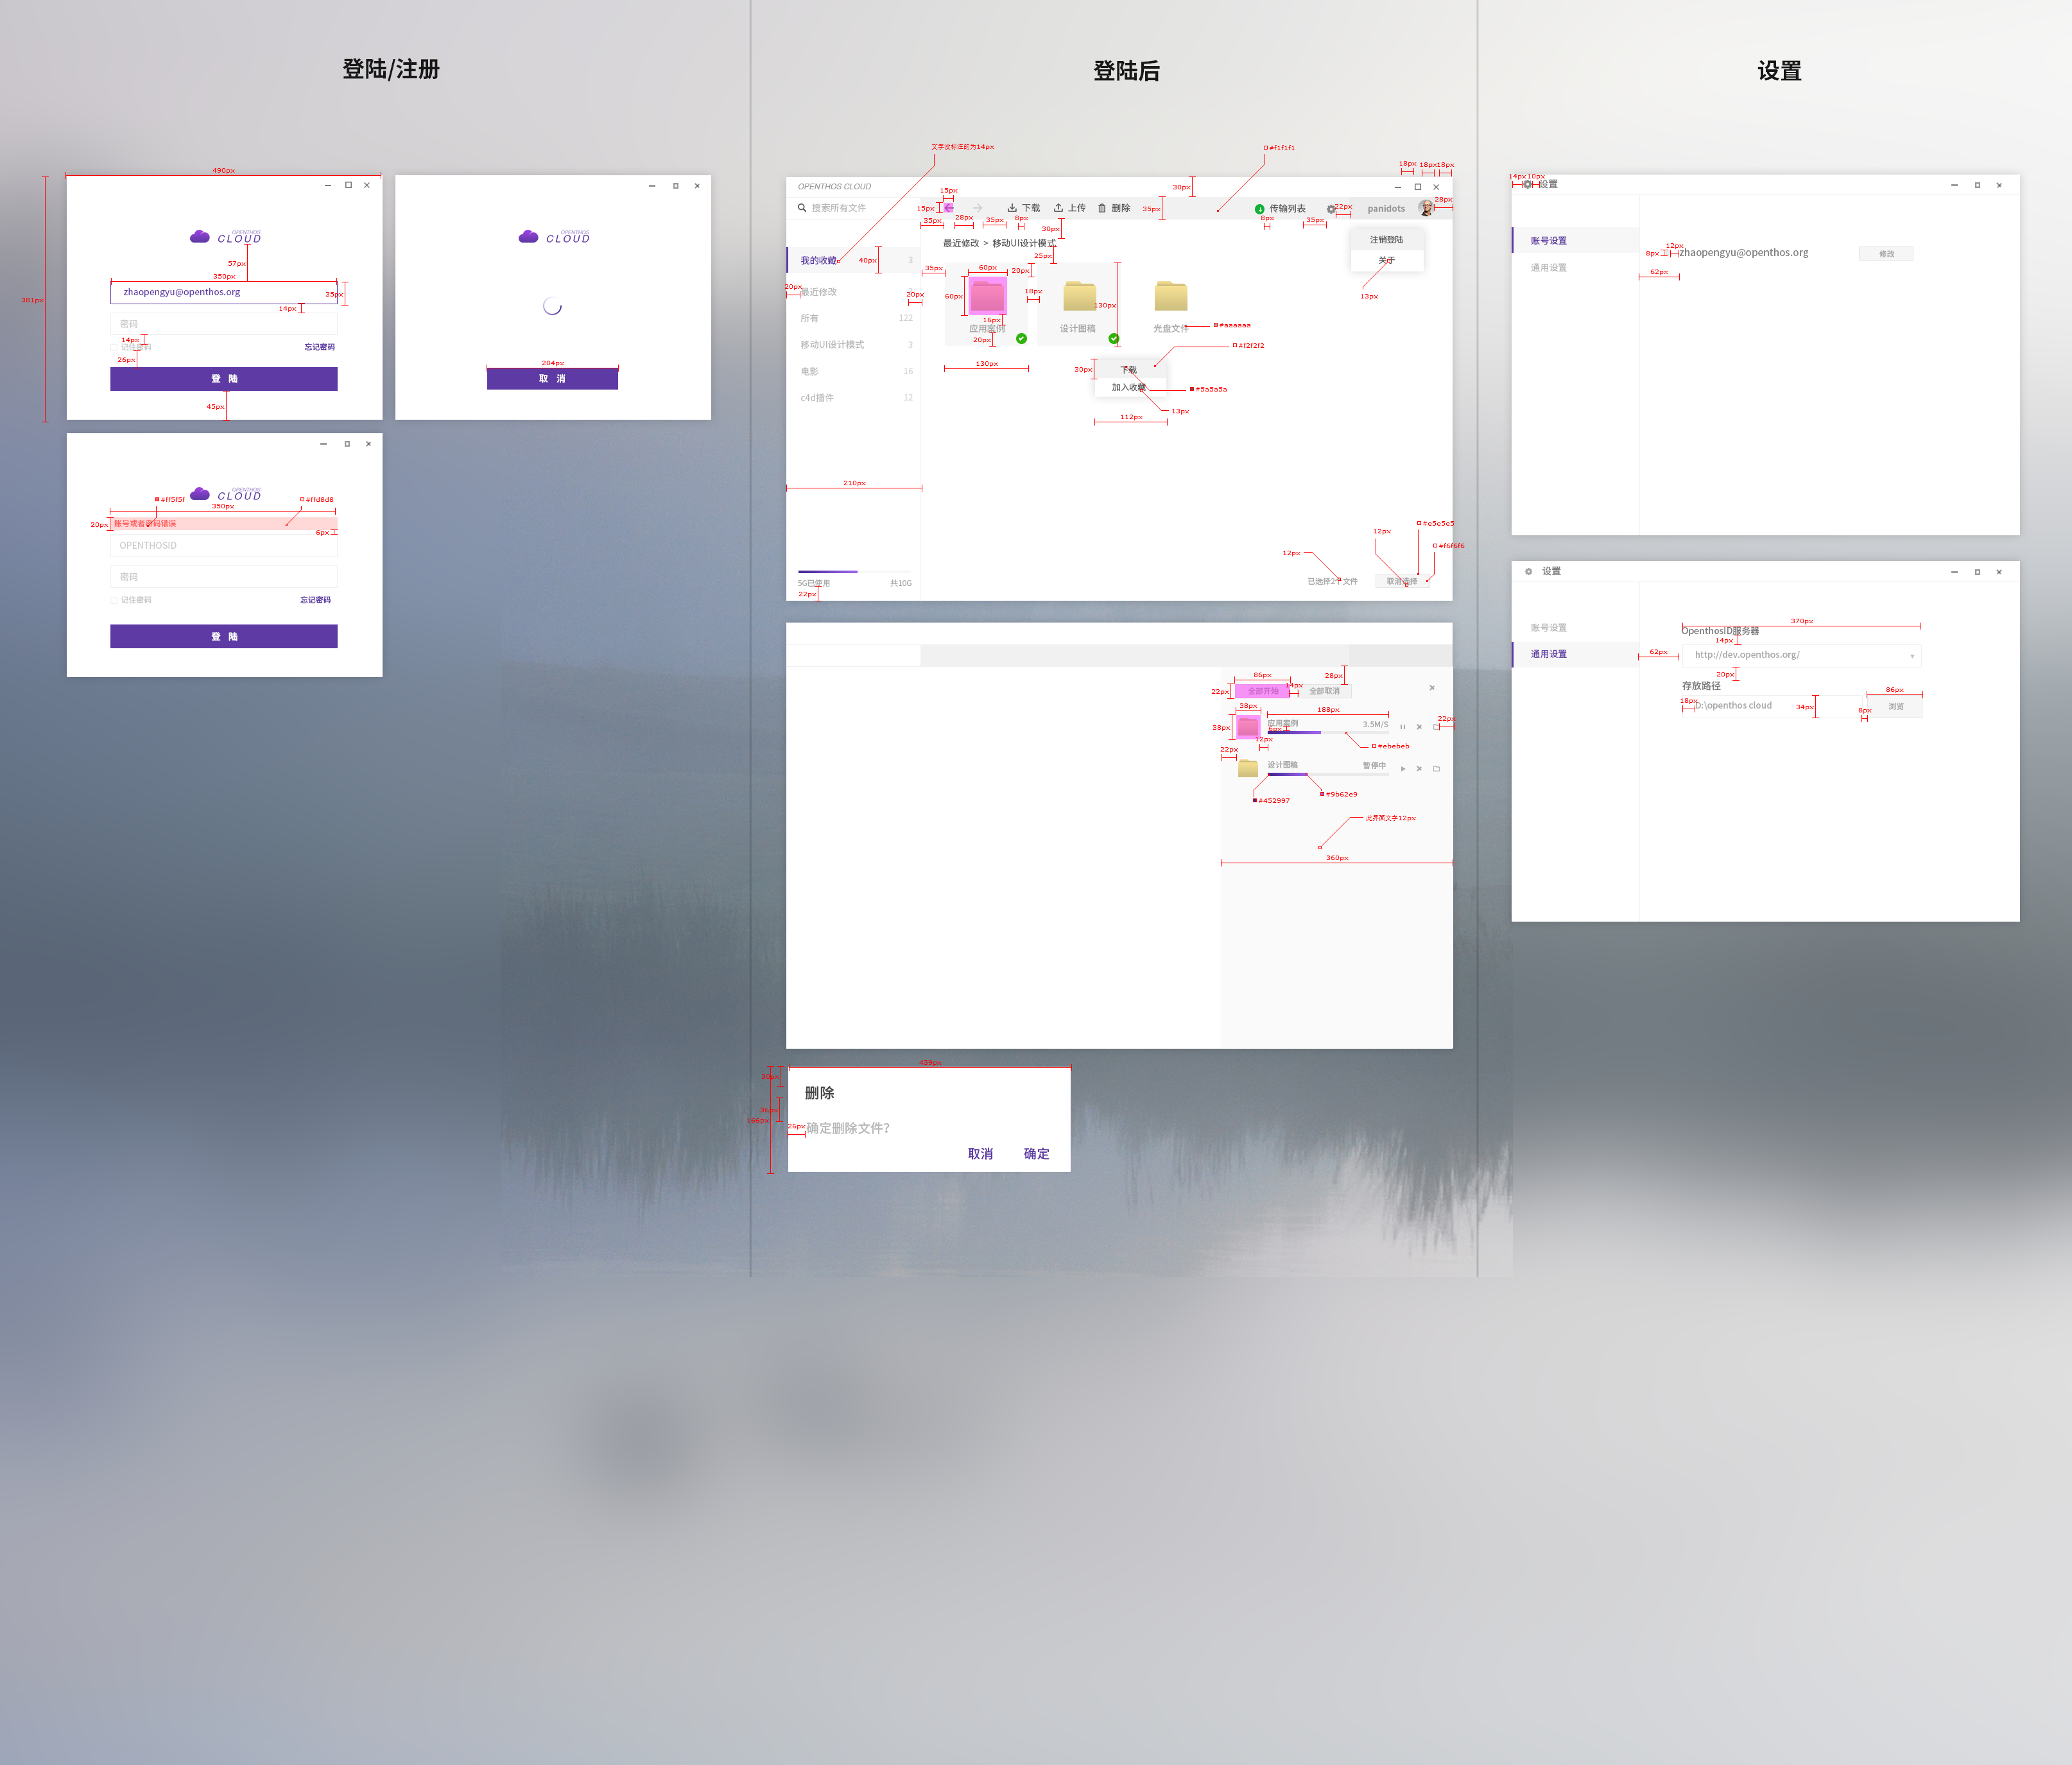 登陆/注册
490px
381px
OPENTHOS
CLOUD
57px
350px
zhaopengyu@openthos.org
35px
14px
密码
14px
记住密码
忘记密码
26px
登 陆
45px
OPENTHOS
CLOUD
204px
取 消
OPENTHOS
CLOUD
#ff5f5f
#ffd8d8
350px
20px
账号或者密码错误
6px
OPENTHOSID
密码
记住密码
忘记密码
登 陆
登陆后
文字没标注的为14px
#f1f1f1
18px
18px
18px
OPENTHOS CLOUD
30px
15px
搜索所有文件
15px
下载
上传
删除
35px
传输列表
22px
panidots
28px
35px
28px
35px
8px
30px
8px
35px
最近修改 > 移动UI设计模式
25px
注销登陆
关于
13px
我的收藏
40px
3
35px
60px
20px
20px
最近修改
20px
60px
18px
130px
所有
122
16px
应用案例
设计图稿
光盘文件
#aaaaaa
20px
移动UI设计模式
3
#f2f2f2
电影
16
130px
30px
下载
加入收藏
#5a5a5a
c4d插件
12
13px
112px
210px
#e5e5e5
12px
#f6f6f6
12px
5G已使用
共10G
已选择2个文件
取消选择
22px
86px
28px
22px
全部开始
14px
全部取消
38px
188px
38px
应用案例
3.5M/S
22px
12px
#ebebeb
22px
设计图稿
暂停中
#452997
#9b62e9
此界面文字12px
360px
439px
30px
删除
36px
166px
26px
确定删除文件?
取消
确定
设置
14px
10px
设置
账号设置
12px
8px
zhaopengyu@openthos.org
修改
通用设置
62px
设置
账号设置
370px
OpenthosID服务器
14px
通用设置
62px
http://dev.openthos.org/
20px
存放路径
86px
18px
D:\openthos cloud
34px
8px
浏览